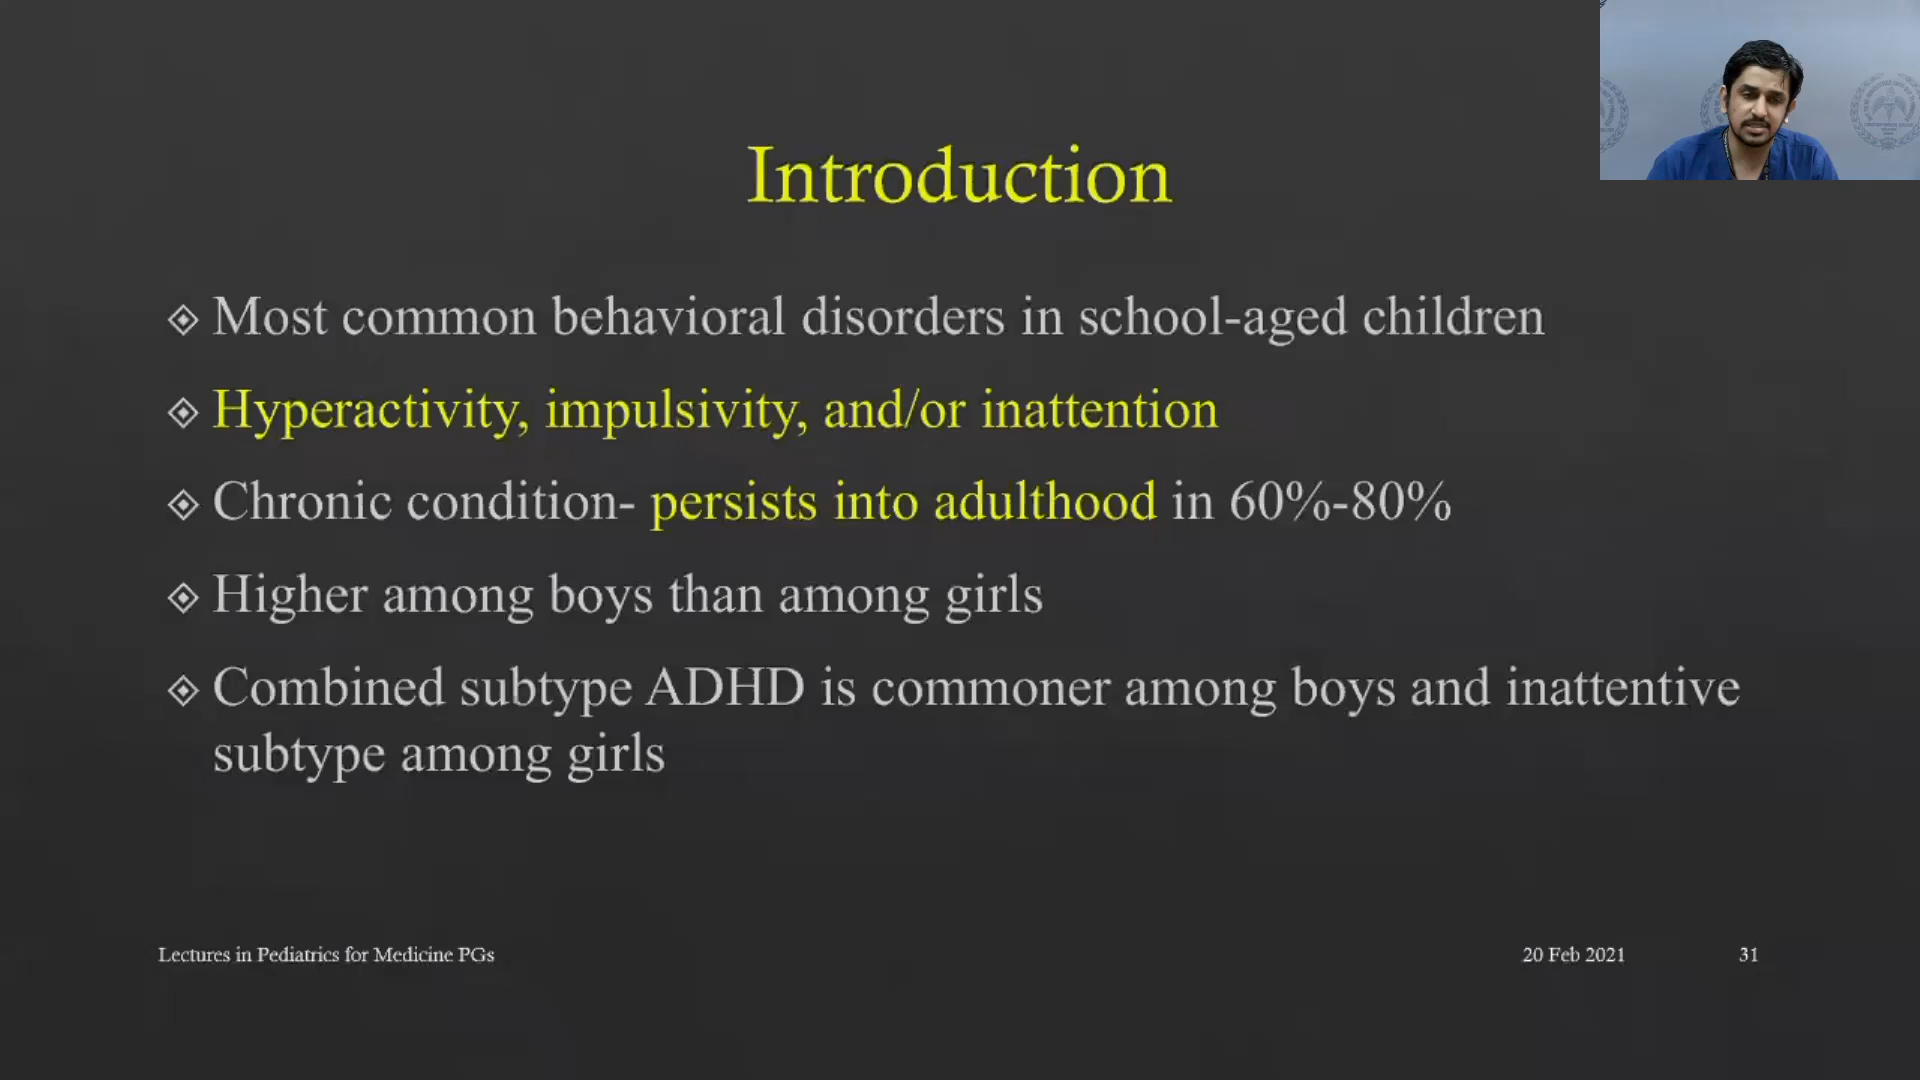 Introduction
Most common behavioral disorders in school-aged children
Hyperactivity, impulsivity, and/or inattention
Chronic condition- persists into adulthood in 60%-80%
Higher among boys than among girls
Combined subtype ADHD is commoner among boys and inattentive
subtype among girls
Lectures in Pediatrics for Medicine PGs
20 Feb 2021
31